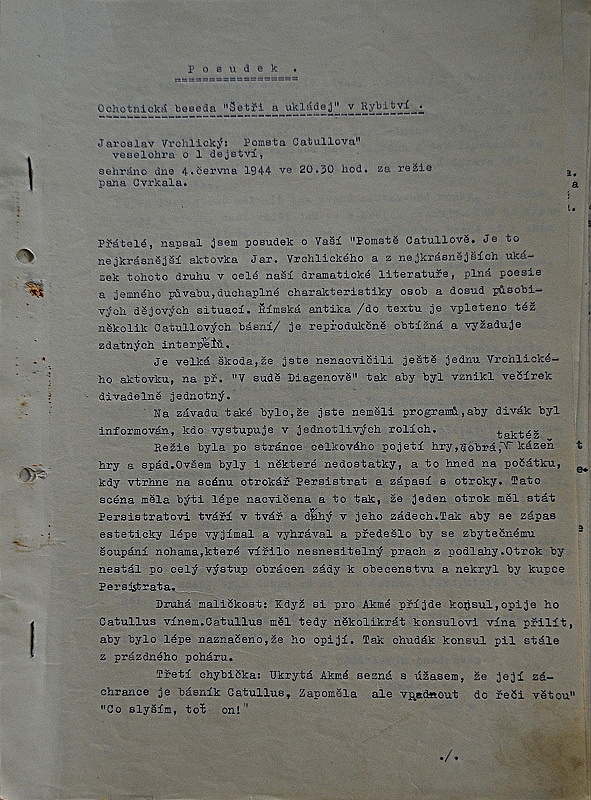 P o s u d e k .
==================
Ochotnická beseda "Šetři a ukládej" v Rybitví .
Jaroslav Vrchlický: Pomsta Catullova"
veselohra o 1 dejství,
sehráno dne 4.června 1944 ve 20.30 hod. za režie
pana Cvrkala.
Přátelé, napsal jsem posudek o Vaší "Pomstě Catullově. Je to
nejkrásnější aktovka Jar. Vrchlického a z nejkrásnějších uká-
zek tohoto druhu v celé naší dramatické literatuře, plná poesie
a jemného půvabu,duchaplné charakteristiky osob a dosud působi-
vých dějových situací. Římská antika /do textu je vpleteno též
několik Catullových básní/ je reprodukčně obtížná a vyžaduje
zdatných interpretů.
Je velká škoda,že jste nenacvičili ještě jednu Vrchlické-
ho aktovku, na př. "V sudě Diagenově" tak aby byl vznikl večírek
divadelně jednotný.
Na závadu také bylo,že jste neměli programů,aby divák byl
informován, kdo vystupuje v jednotlivých rolích.
taktéž
Režie byla po stránce celkového pojetí hry,dobrá, kázeň
hry a spád.Ovšem byli i některé nedostatky, a to hned na počátku,
kdy vtrhne na scénu otrokář Persistrat a zápasí s otroky. Tato
scéna měla býti lépe nacvičena a to tak, že jeden otrok měl stát
Persistratovi tváří v tvář a druhý v jeho zádech.Tak aby se zápas
esteticky lépe vyjímal a vyhrával a předešlo by se zbytečnému
šoupání nohama,které vířilo nesnesitelný prach z podlahy.Otrok by
nestál po celý výstup obrácen zády k obecenstvu a nekryl by kupce
Persistrata.
Druhá maličkost: Když si pro Akmé příjde konsul,opije ho
Catullus vínem.Catullus měl tedy několikrát konsulovi vína přilít,
aby bylo lépe naznačeno,že ho opijí. Tak chudák konsul pil stále
z prázdného poháru.
Třetí chybička: Ukrytá Akmé sezná s úžasem, že její zá-
chrance je básník Catullus, Zapoměla ale vpadnout do řeči větou"
"Co slyším, toť on!"
./.